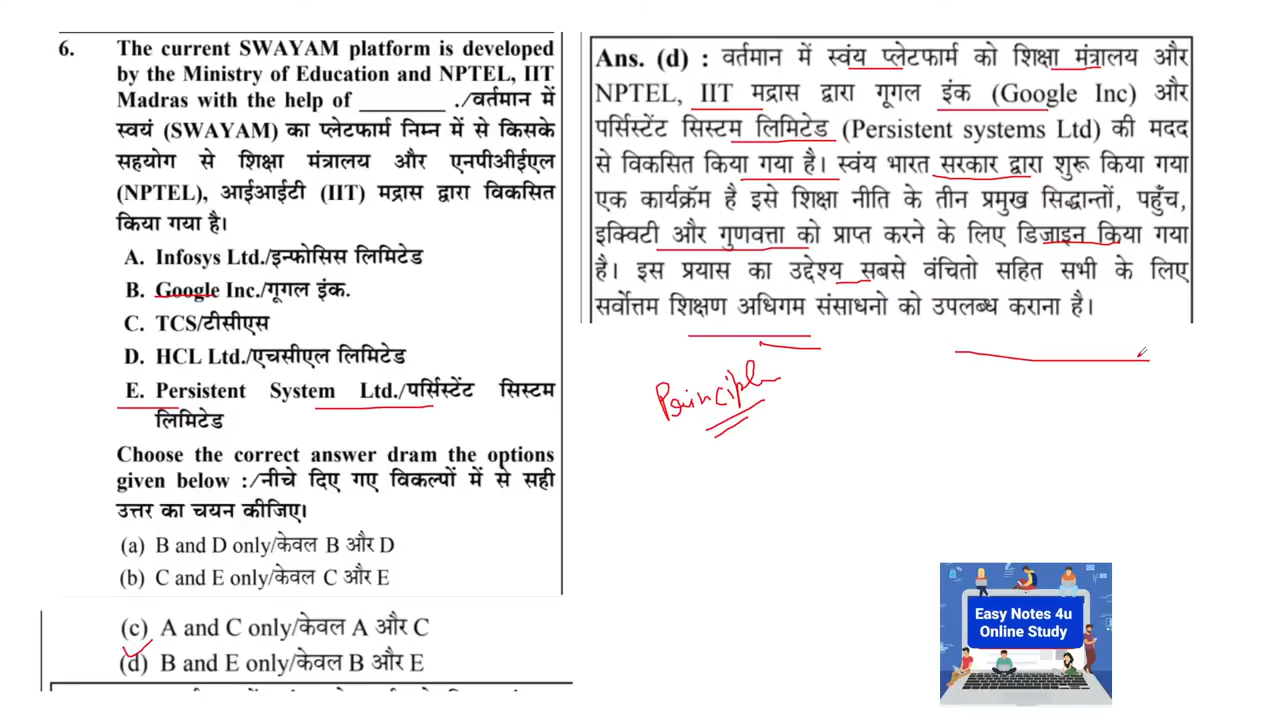 6. The current SWAYAM platform is developed
by the Ministry of Education and NPTEL, IIT
Madras with the help of ________ ./वर्तमान में
स्वयं (SWAYAM) का प्लेटफार्म निम्न में से किसके
सहयोग से शिक्षा मंत्रालय और एनपीईएल
(NPTEL), आईआईटी (IIT) मद्रास द्वारा विकसित
किया गया है।
A. Infosys Ltd./इन्फोसिस लिमिटेड
B. Google Inc./गूगल इंक.
C. TCS/टीसीएस
D. HCL Ltd./एचसीएल लिमिटेड
E. Persistent System Ltd./पर्सिस्टेंट सिस्टम
लिमिटेड
Choose the correct answer dram the options
given below :/नीचे दिए गए विकल्पों में से सही
उत्तर का चयन कीजिए।
(a) B and D only/केवल B और D
(b) C and E only/केवल C और E
(c) A and C only/केवल A और C
(d) B and E only/केवल B और E
Ans. (d) : वर्तमान में स्वंय प्लेटफार्म को शिक्षा मंत्रालय और
NPTEL, IIT मद्रास द्वारा गूगल इंक (Google Inc) और
पर्सिस्टेंट सिस्टम लिमिटेड (Persistent systems Ltd) की मदद
से विकसित किया गया है। स्वंय भारत सरकार द्वारा शुरू किया गया
एक कार्यक्रॅम है इसे शिक्षा नीति के तीन प्रमुख सिद्धान्तों, पहुँच,
इक्विटी और गुणवत्ता को प्राप्त करने के लिए डिज़ाइन किया गया
है। इस प्रयास का उद्देश्य सबसे वंचितो सहित सभी के लिए
सर्वोत्तम शिक्षण अधिगम संसाधनो को उपलब्ध कराना है।
Principle
Easy Notes 4u
Online Study